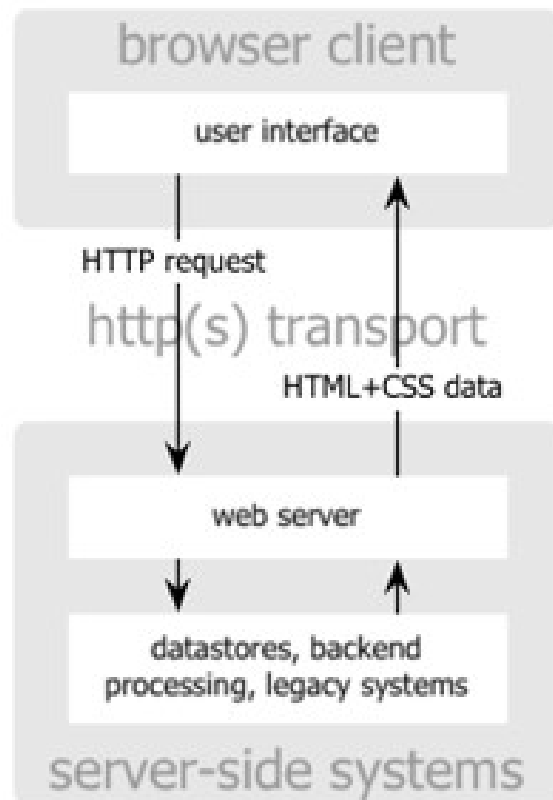 browser client
user interface
HTTP request
http(s) transport
HTML+CSS data
web server
datastores, backend
processing, legacy systems
server-side systems